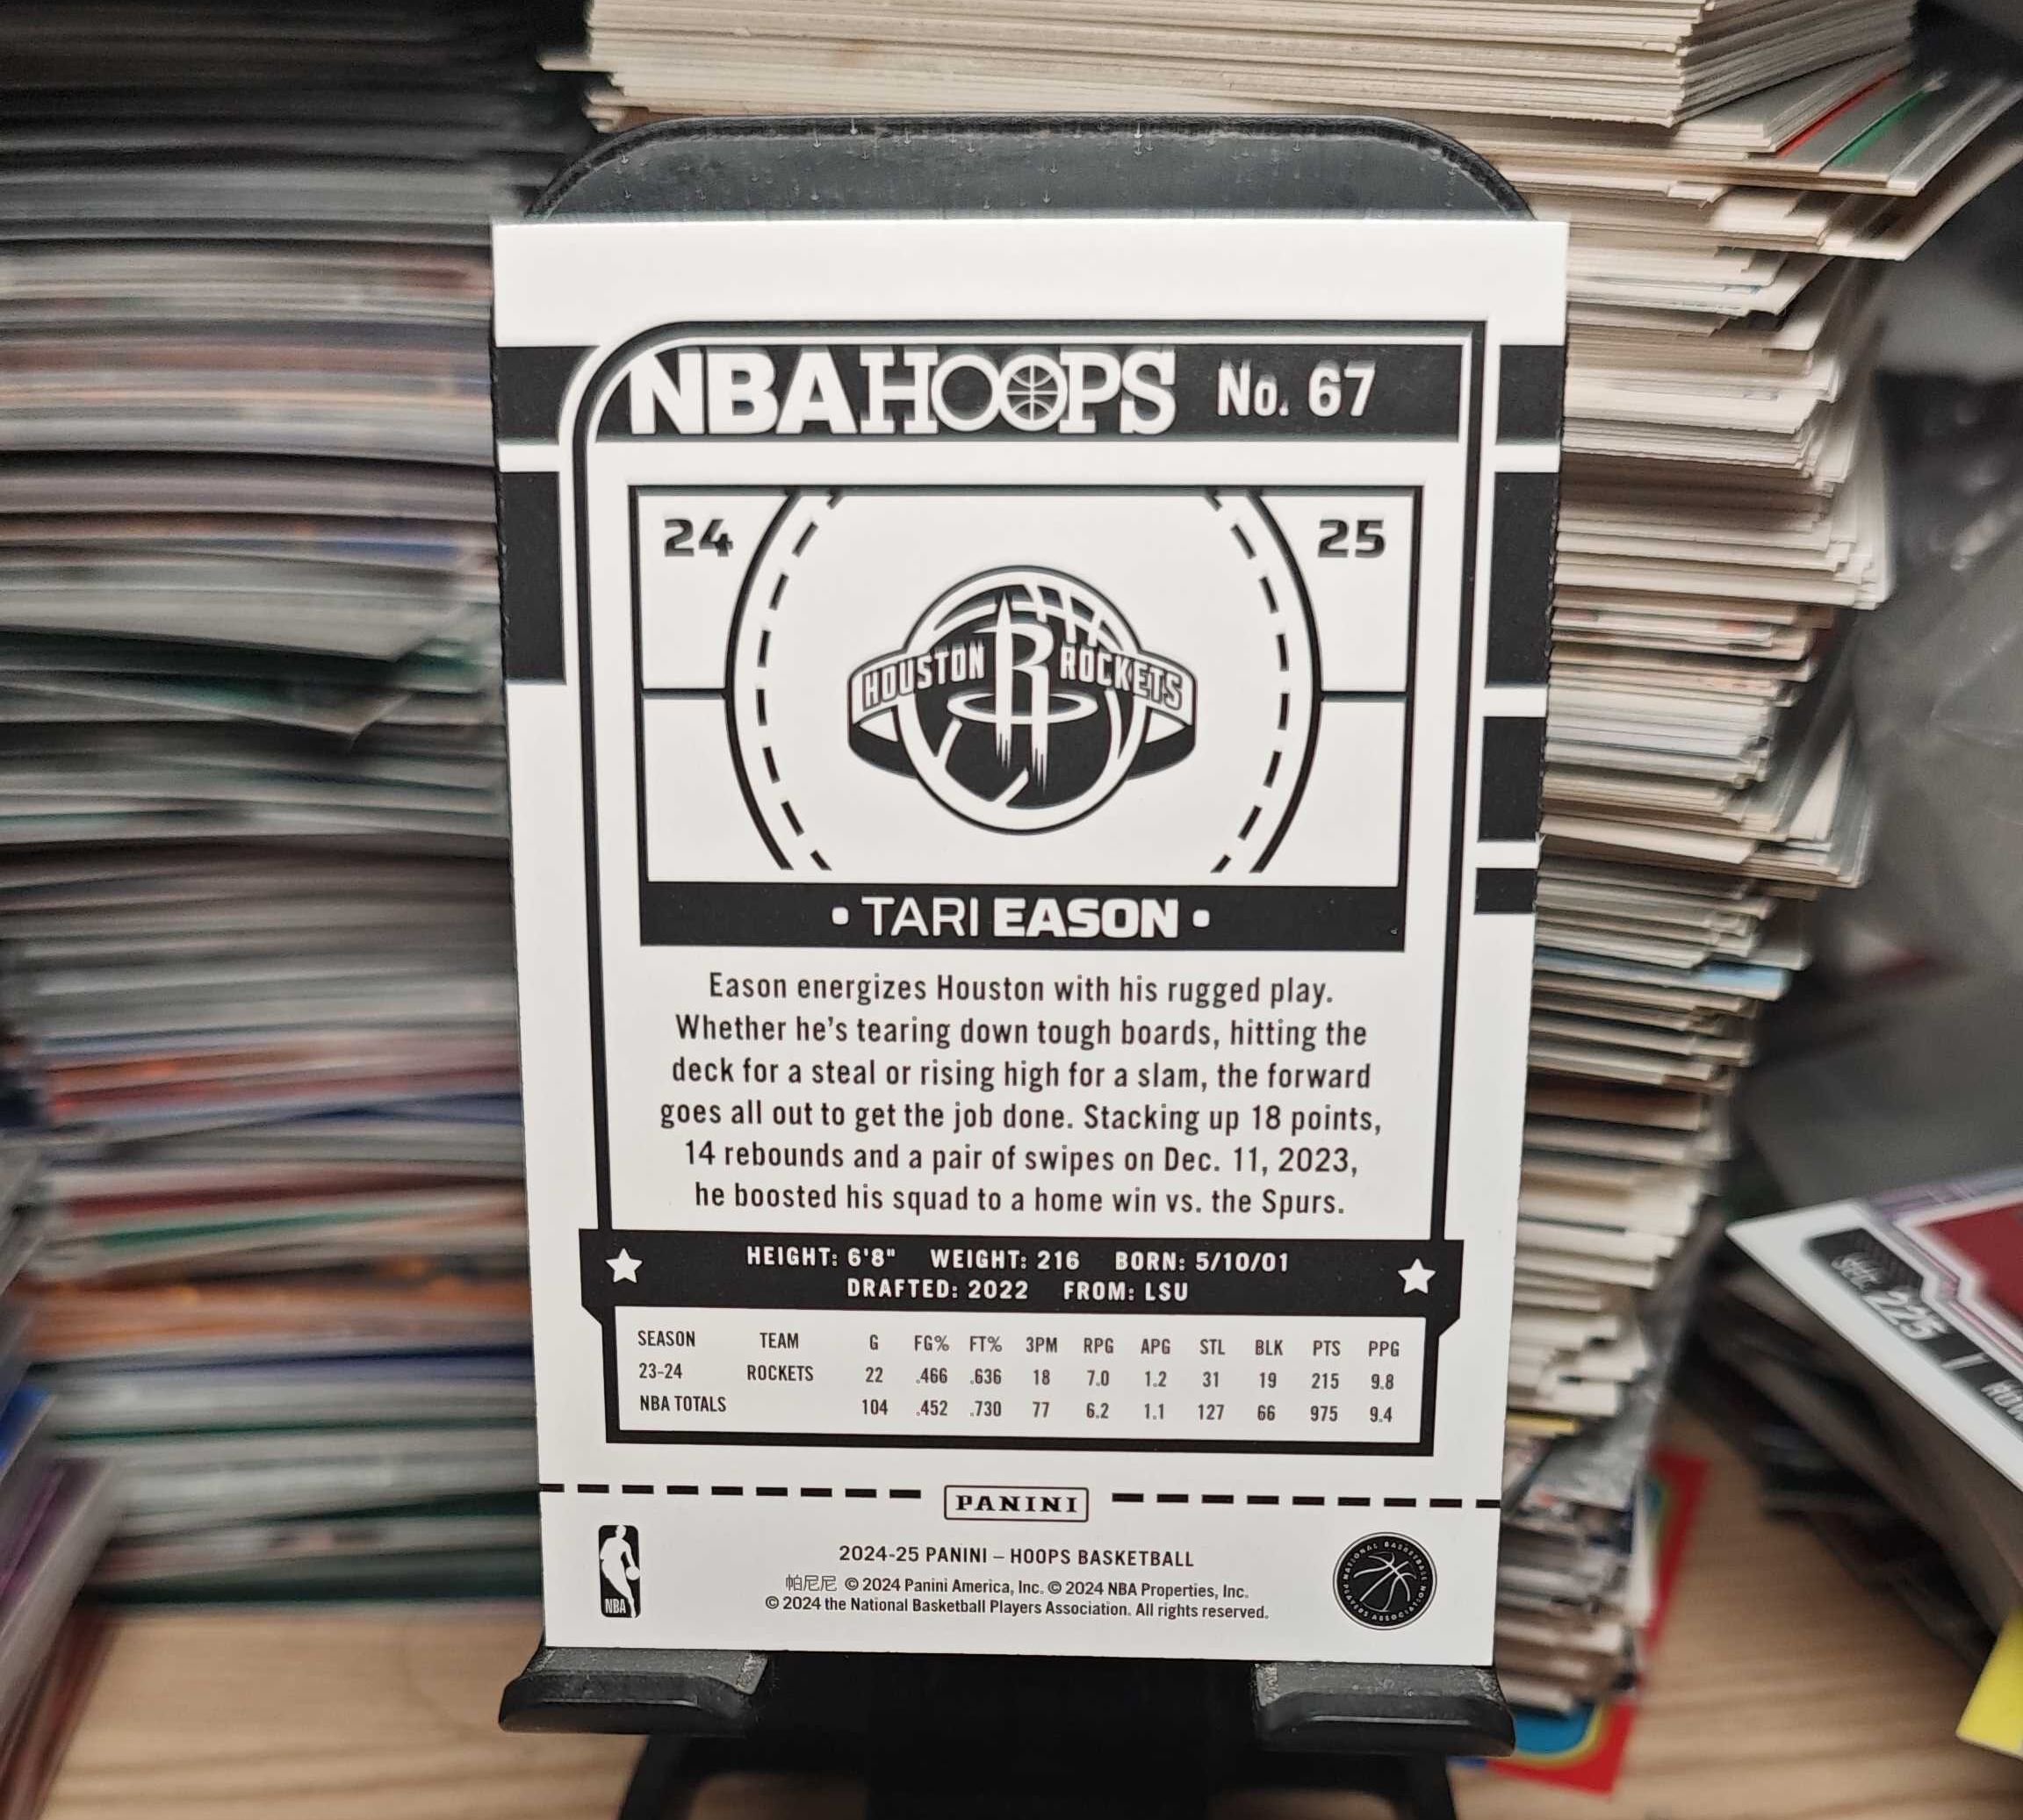 NBA HOOPS No. 67
24 25
HOUSTON R ROCKETS
• TARI EASON •
Eason energizes Houston with his rugged play.
Whether he's tearing down tough boards, hitting the
deck for a steal or rising high for a slam, the forward
goes all out to get the job done. Stacking up 18 points,
14 rebounds and a pair of swipes on Dec. 11, 2023,
he boosted his squad to a home win vs. the Spurs.
HEIGHT: 6'8" WEIGHT: 216 BORN: 5/10/01
DRAFTED: 2022 FROM: LSU
SEASON TEAM G FG% FT% 3PM RPG APG STL BLK PTS PPG
23-24 ROCKETS 22 .466 .636 18 7.0 1.2 31 19 215 9.8
NBA TOTALS 104 .452 .730 77 6.2 1.1 127 66 975 9.4
PANINI
2024-25 PANINI – HOOPS BASKETBALL
帕尼尼 © 2024 Panini America, Inc. © 2024 NBA Properties, Inc.
© 2024 the National Basketball Players Association. All rights reserved.
NBA
NATIONAL BASKETBALL PLAYERS ASSOCIATION
225